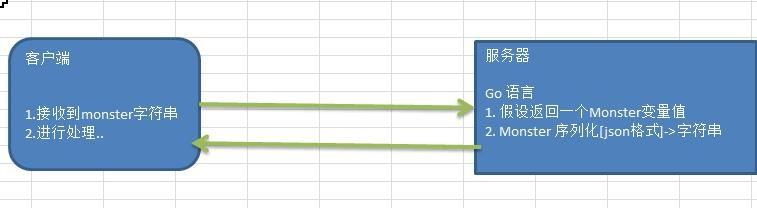 客户端
1.接收到monster字符串
2.进行处理..
服务器
Go 语言
1. 假设返回一个Monster变量值
2. Monster 序列化[json格式]->字符串